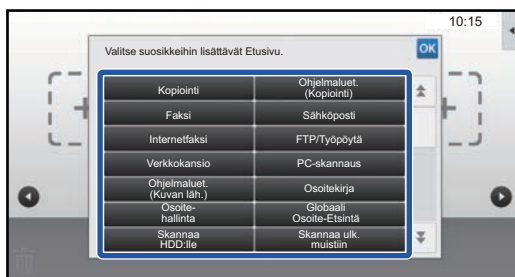 10:15
Valitse suosikkeihin lisättävät Etusivu.
OK
Kopiointi
Ohjelmaluet.
(Kopiointi)
Faksi
Sähköposti
Internetfaksi
FTP/Työpöytä
Verkkokansio
PC-skannaus
Ohjelmaluet.
(Kuvan läh.)
Osoitekirja
Osoite-
hallinta
Globaali
Osoite-Etsintä
Skannaa
HDD:lle
Skannaa ulk.
muistiin